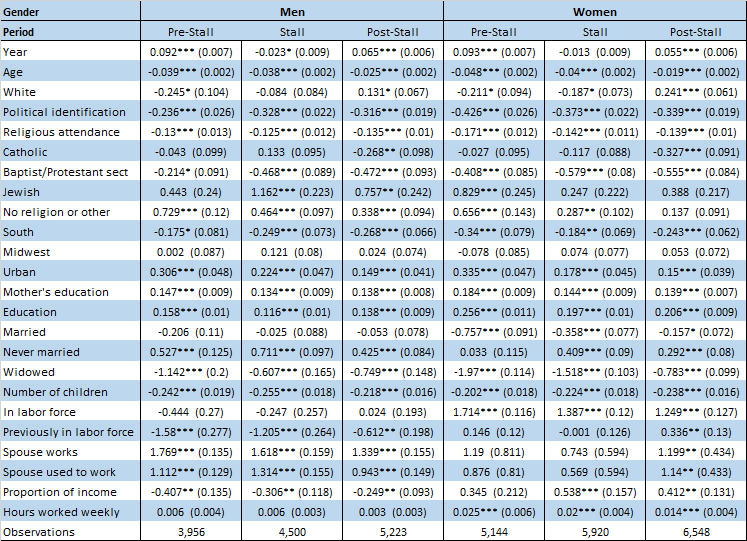 Gender Men Women
Period Pre-Stall Stall Post-Stall Pre-Stall Stall Post-Stall
Year 0.092*** (0.007) -0.023* (0.009) 0.065*** (0.006) 0.093*** (0.007) -0.013 (0.009) 0.055*** (0.006)
Age -0.039*** (0.002) -0.038*** (0.002) -0.025*** (0.002) -0.048*** (0.002) -0.04*** (0.002) -0.019*** (0.002)
White -0.245* (0.104) -0.084 (0.084) 0.131* (0.067) -0.211* (0.094) -0.187* (0.073) 0.241*** (0.061)
Political identification -0.236*** (0.026) -0.328*** (0.022) -0.316*** (0.019) -0.426*** (0.026) -0.373*** (0.022) -0.339*** (0.019)
Religious attendance -0.13*** (0.013) -0.125*** (0.012) -0.135*** (0.01) -0.171*** (0.012) -0.142*** (0.011) -0.139*** (0.01)
Catholic -0.043 (0.099) 0.133 (0.095) -0.268** (0.098) -0.027 (0.095) -0.117 (0.088) -0.327*** (0.091)
Baptist/Protestant sect -0.214* (0.091) -0.468*** (0.089) -0.472*** (0.093) -0.408*** (0.085) -0.579*** (0.08) -0.555*** (0.084)
Jewish 0.443 (0.24) 1.162*** (0.223) 0.757** (0.242) 0.829*** (0.245) 0.247 (0.222) 0.388 (0.217)
No religion or other 0.729*** (0.12) 0.464*** (0.097) 0.338*** (0.094) 0.656*** (0.143) 0.287** (0.102) 0.137 (0.091)
South -0.175* (0.081) -0.249*** (0.073) -0.268*** (0.066) -0.34*** (0.079) -0.184** (0.069) -0.243*** (0.062)
Midwest 0.002 (0.087) 0.121 (0.08) 0.024 (0.074) -0.078 (0.085) 0.074 (0.077) 0.053 (0.072)
Urban 0.306*** (0.048) 0.224*** (0.047) 0.149*** (0.041) 0.335*** (0.047) 0.178*** (0.045) 0.15*** (0.039)
Mother's education 0.147*** (0.009) 0.134*** (0.009) 0.138*** (0.008) 0.184*** (0.009) 0.144*** (0.009) 0.139*** (0.007)
Education 0.158*** (0.01) 0.116*** (0.01) 0.138*** (0.009) 0.256*** (0.011) 0.197*** (0.01) 0.206*** (0.009)
Married -0.206 (0.11) -0.025 (0.088) -0.053 (0.078) -0.757*** (0.091) -0.358*** (0.077) -0.157* (0.072)
Never married 0.527*** (0.125) 0.711*** (0.097) 0.425*** (0.084) 0.033 (0.115) 0.409*** (0.09) 0.292*** (0.08)
Widowed -1.142*** (0.2) -0.607*** (0.165) -0.749*** (0.148) -1.97*** (0.114) -1.518*** (0.103) -0.783*** (0.099)
Number of children -0.242*** (0.019) -0.255*** (0.018) -0.218*** (0.016) -0.202*** (0.018) -0.224*** (0.018) -0.238*** (0.016)
In labor force -0.444 (0.27) -0.247 (0.257) 0.024 (0.193) 1.714*** (0.116) 1.387*** (0.12) 1.249*** (0.127)
Previously in labor force -1.58*** (0.277) -1.205*** (0.264) -0.612** (0.198) 0.146 (0.12) -0.001 (0.126) 0.336** (0.13)
Spouse works 1.769*** (0.135) 1.618*** (0.159) 1.339*** (0.155) 1.19 (0.811) 0.743 (0.594) 1.199** (0.434)
Spouse used to work 1.112*** (0.129) 1.314*** (0.155) 0.943*** (0.149) 0.876 (0.81) 0.569 (0.594) 1.14** (0.433)
Proportion of income -0.407** (0.135) -0.306** (0.118) -0.249** (0.093) 0.345 (0.212) 0.538*** (0.157) 0.412** (0.131)
Hours worked weekly 0.006 (0.004) 0.006 (0.003) 0.003 (0.003) 0.025*** (0.006) 0.02*** (0.004) 0.014*** (0.004)
Observations 3,956 4,500 5,223 5,144 5,920 6,548